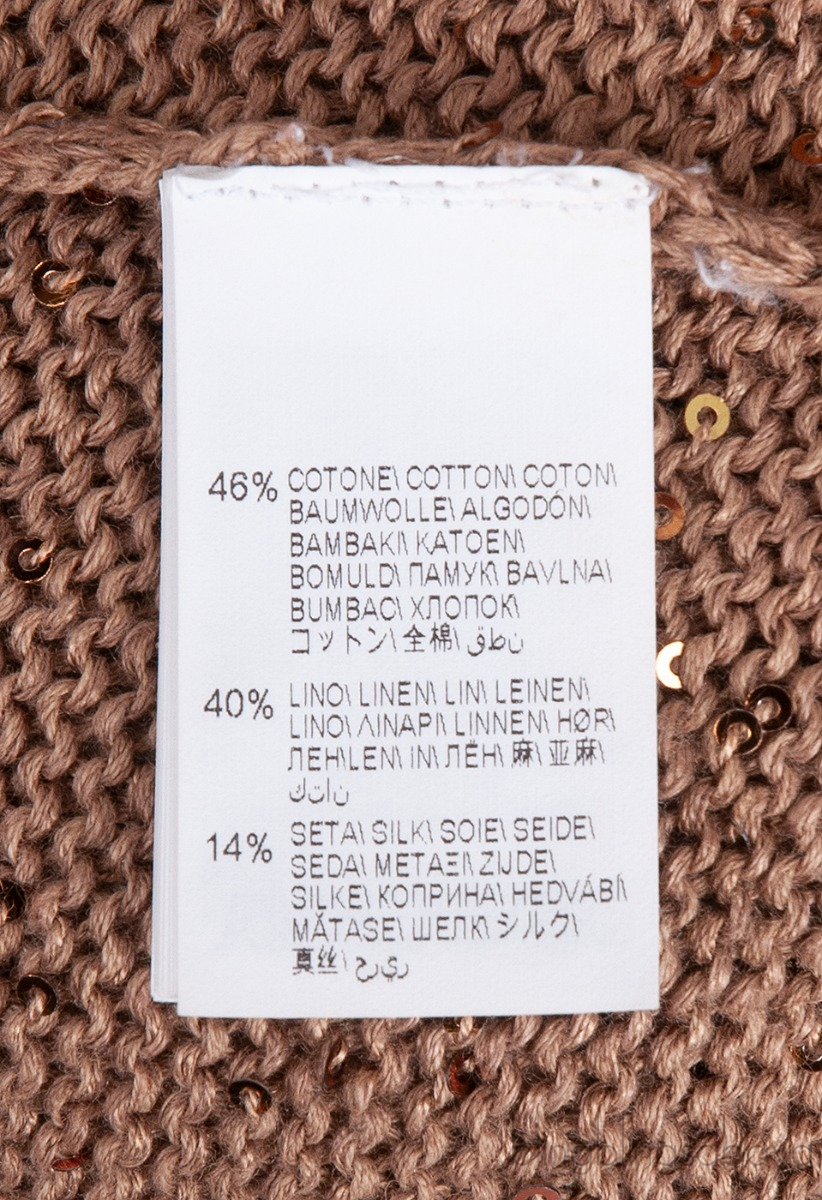 46% COTONE\ COTTON\ COTON\
BAUMWOLLE\ ALGODÓN\
BAMBAKI\ KATOEN\
BOMULD\ ПАМУК\ BAVLNA\
BUMBAC\ ХЛОПОК\
コットン\ 全棉\ قطن
40% LINO\ LINEN\ LIN\ LEINEN\
LINO\ ΛINAPI\ LINNEN\ HØR\
ЛЕН\LEN\ IN\ ЛЁН\ 麻\ 亚麻\
كتان
14% SETA\ SILK\ SOIE\ SEIDE\
SEDA\ METAΞI\ ZIJDE\
SILKE\ КОПРИНА\ HEDVÁBÍ\
MĂTASE\ ШЕЛК\ シルク\
真丝\ حرير